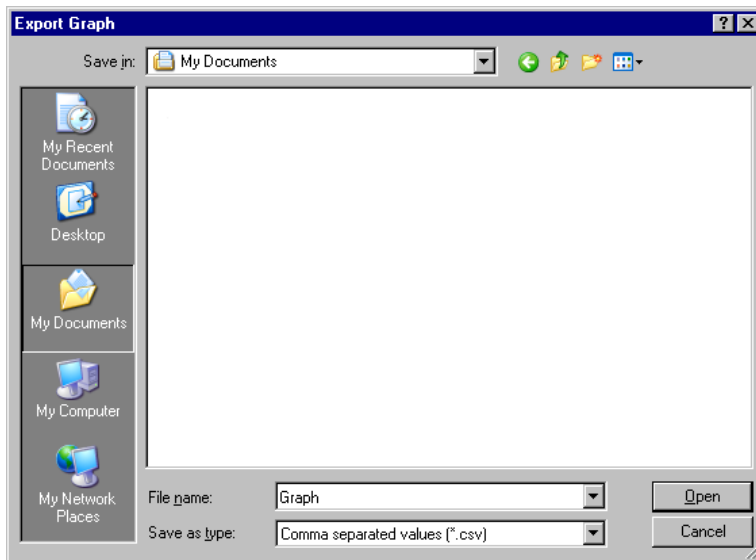 Export Graph
Save in:
My Documents
My Recent
Documents
Desktop
My Documents
My Computer
My Network
Places
File name:
Graph
Open
Save as type:
Comma separated values (*.csv)
Cancel